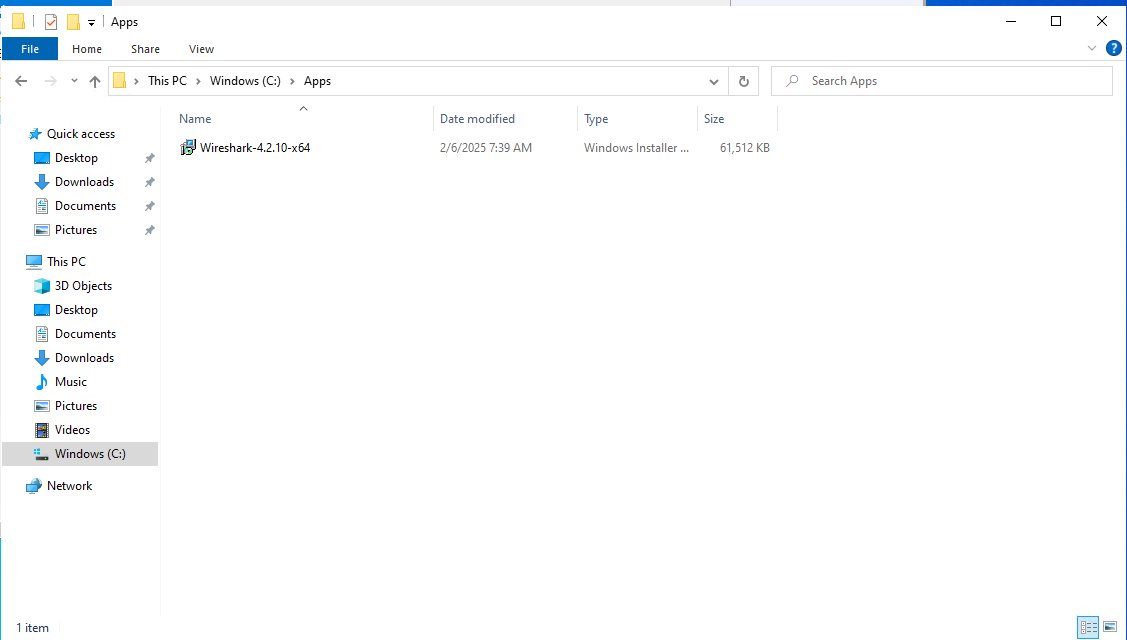 Apps
File Home Share View
?
This PC Windows (C:) Apps Search Apps
Name Date modified Type Size
Wireshark-4.2.10-x64 2/6/2025 7:39 AM Windows Installer ... 61,512 KB
Quick access
Desktop
Downloads
Documents
Pictures
This PC
3D Objects
Desktop
Documents
Downloads
Music
Pictures
Videos
Windows (C:)
Network
1 item